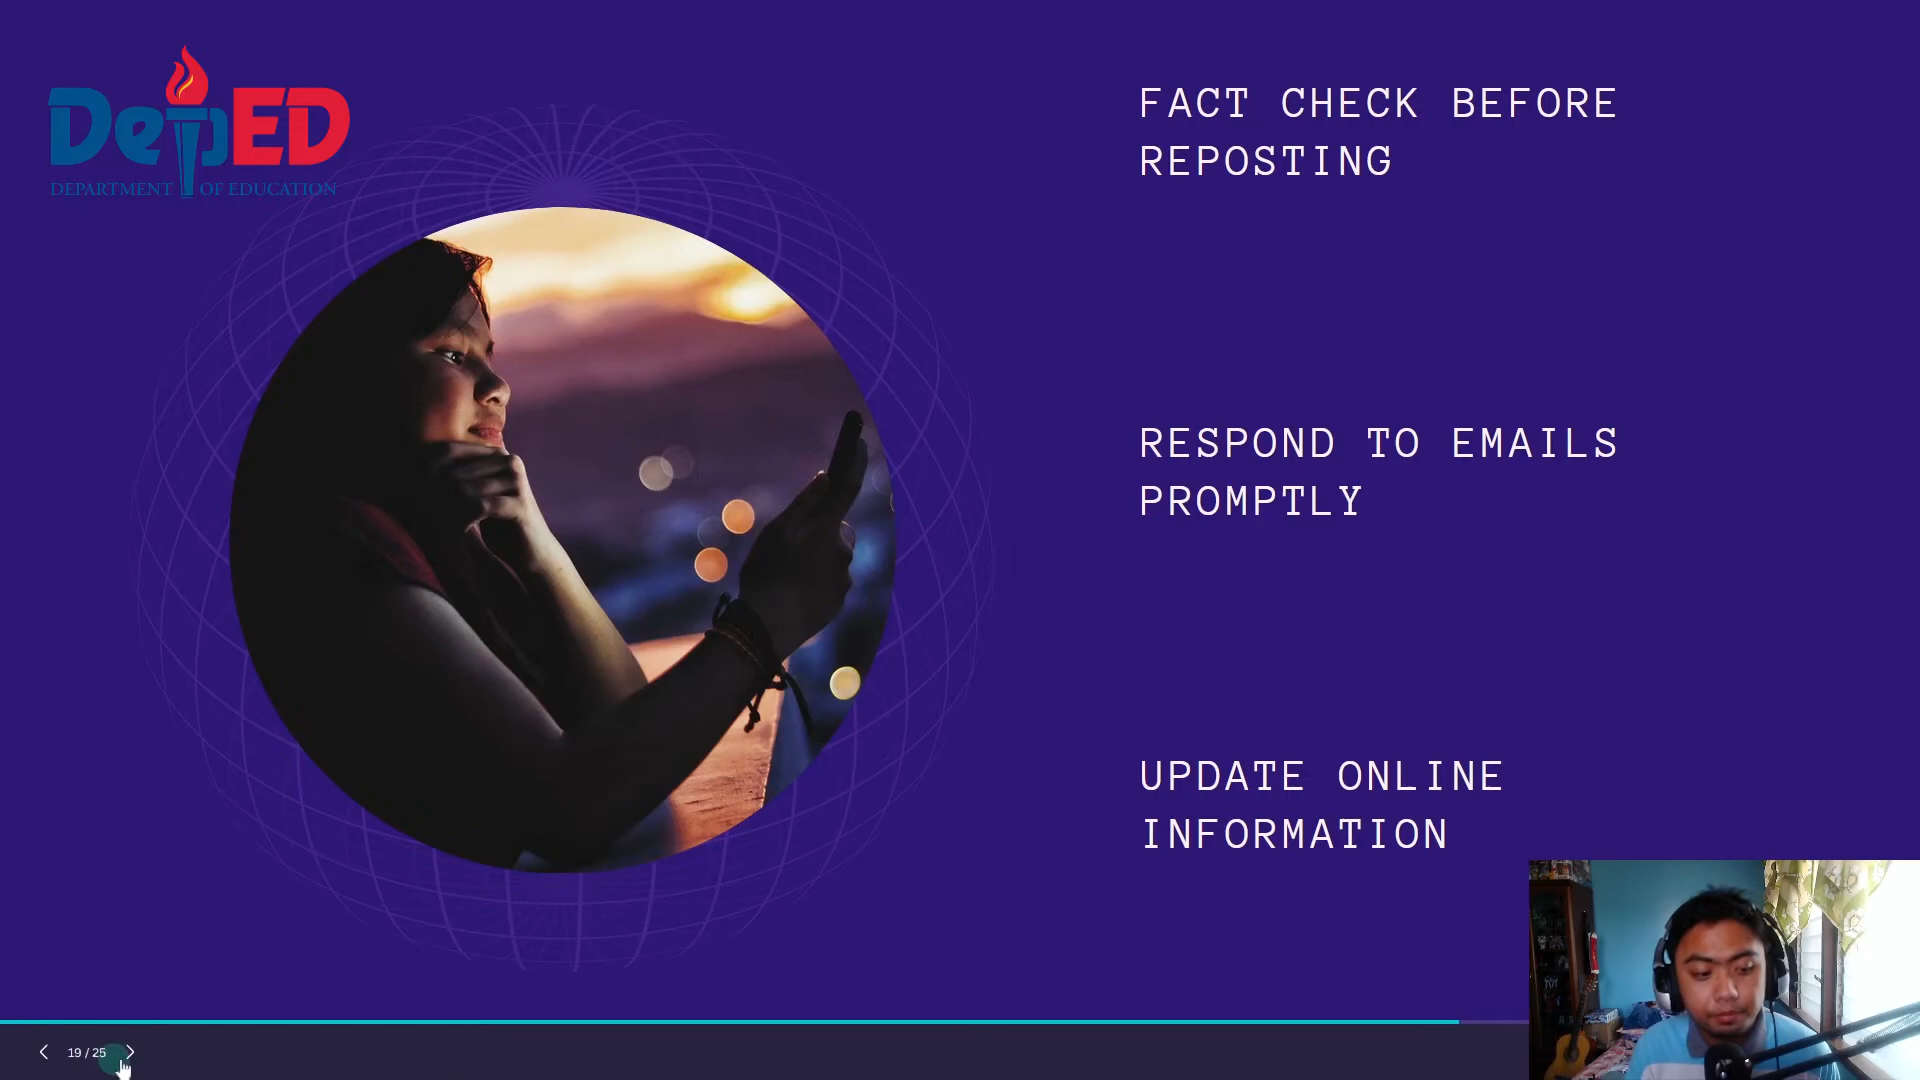 DepED
DEPARTMENT OF EDUCATION
FACT CHECK BEFORE
REPOSTING
RESPOND TO EMAILS
PROMPTLY
UPDATE ONLINE
INFORMATION
19 / 25